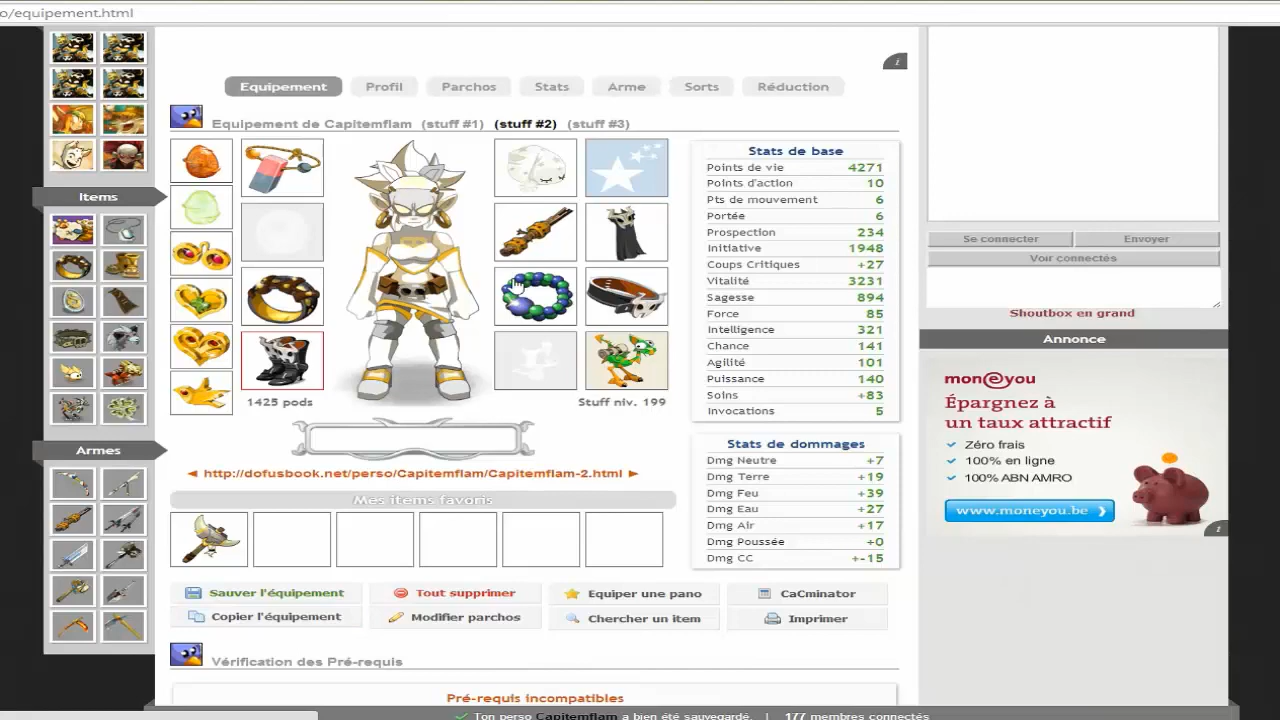 o/equipement.html
Equipement Profil Parchos Stats Arme Sorts Réduction
Equipement de Capitemflam (stuff #1) (stuff #2) (stuff #3)
Items
Armes
1425 pods
Stuff niv. 199
http://dofusbook.net/perso/Capitemflam/Capitemflam-2.html
Mes items favoris
Stats de base
Points de vie 4271
Points d'action 10
Pts de mouvement 6
Portée 6
Prospection 234
Initiative 1948
Coups Critiques +27
Vitalité 3231
Sagesse 894
Force 85
Intelligence 321
Chance 141
Agilité 101
Puissance 140
Soins +83
Invocations 5
Stats de dommages
Dmg Neutre +7
Dmg Terre +19
Dmg Feu +39
Dmg Eau +27
Dmg Air +17
Dmg Poussée +0
Dmg CC +-15
Sauver l'équipement Tout supprimer Equiper une pano CaCminator
Copier l'équipement Modifier parchos Chercher un item Imprimer
Vérification des Pré-requis
Pré-requis incompatibles
Se connecter Envoyer
Voir connectés
Shoutbox en grand
Annonce
mon@you
Épargnez à
un taux attractif
Zéro frais
100% en ligne
100% ABN AMRO
www.moneyou.be
Ton perso Capitemflam a bien été sauvegardé. | 177 membres connectés